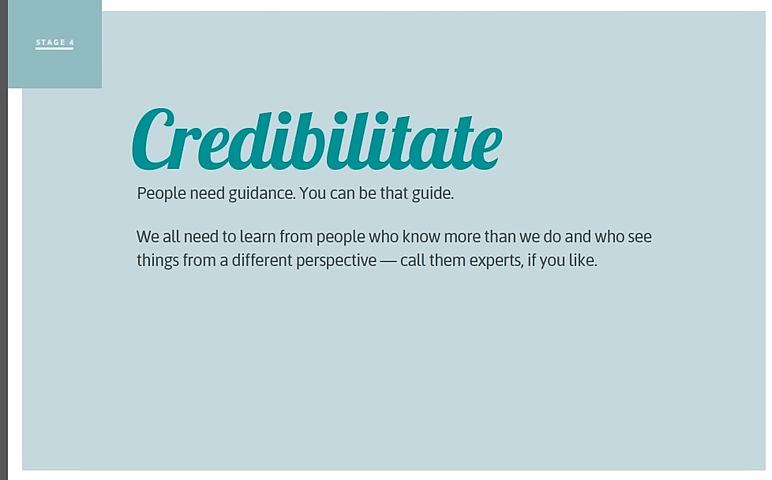 STAGE 4
Credibilitate
People need guidance. You can be that guide.
We all need to learn from people who know more than we do and who see
things from a different perspective — call them experts, if you like.